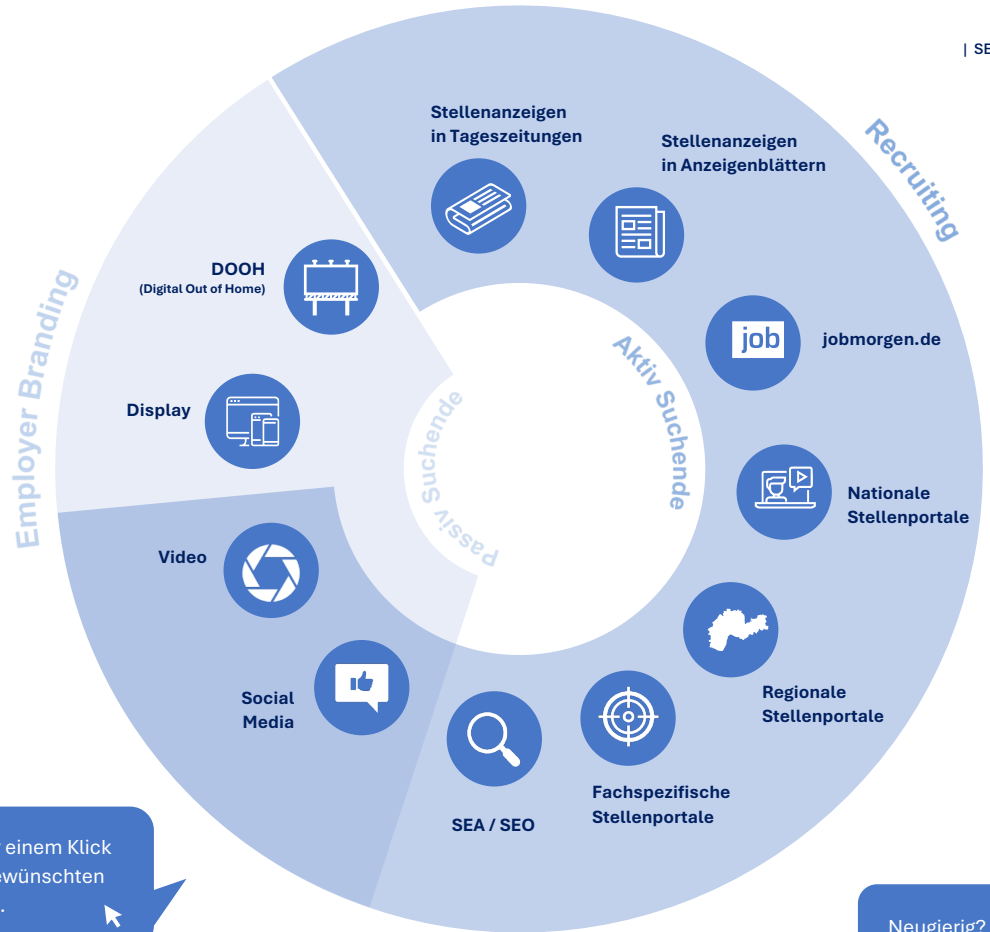 | SE
Stellenanzeigen
in Tageszeitungen
Stellenanzeigen
in Anzeigenblättern
Recruiting
DOOH
(Digital Out of Home)
job
jobmorgen.de
Aktiv Suchende
Employer Branding
Display
Passiv Suchende
Nationale
Stellenportale
Video
Regionale
Stellenportale
Social
Media
Fachspezifische
Stellenportale
SEA / SEO
einem Klick
ewünschten
.
Neugierig?